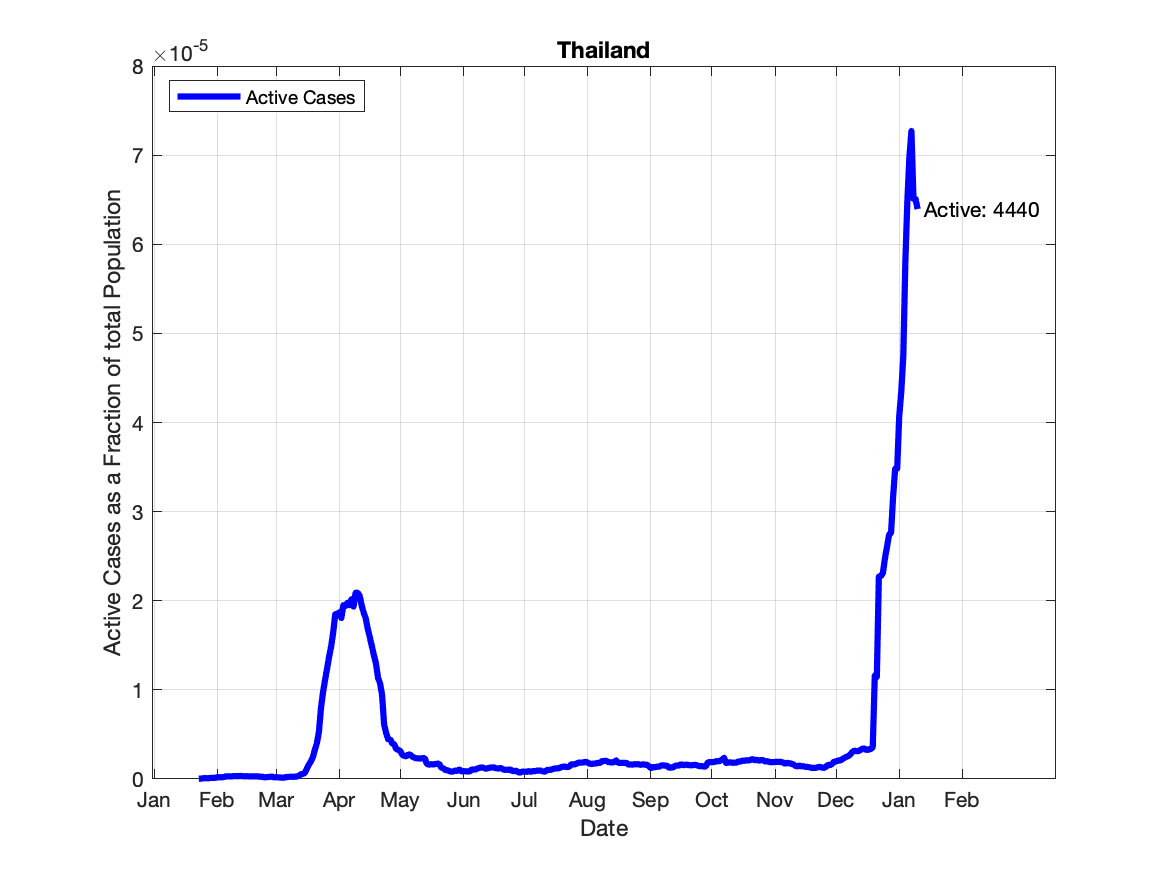 ×10-5
Thailand
Active Cases
Active Cases as a Fraction of total Population
8
7
6
5
4
3
2
1
0
Active: 4440
Jan Feb Mar Apr May Jun Jul Aug Sep Oct Nov Dec Jan Feb
Date